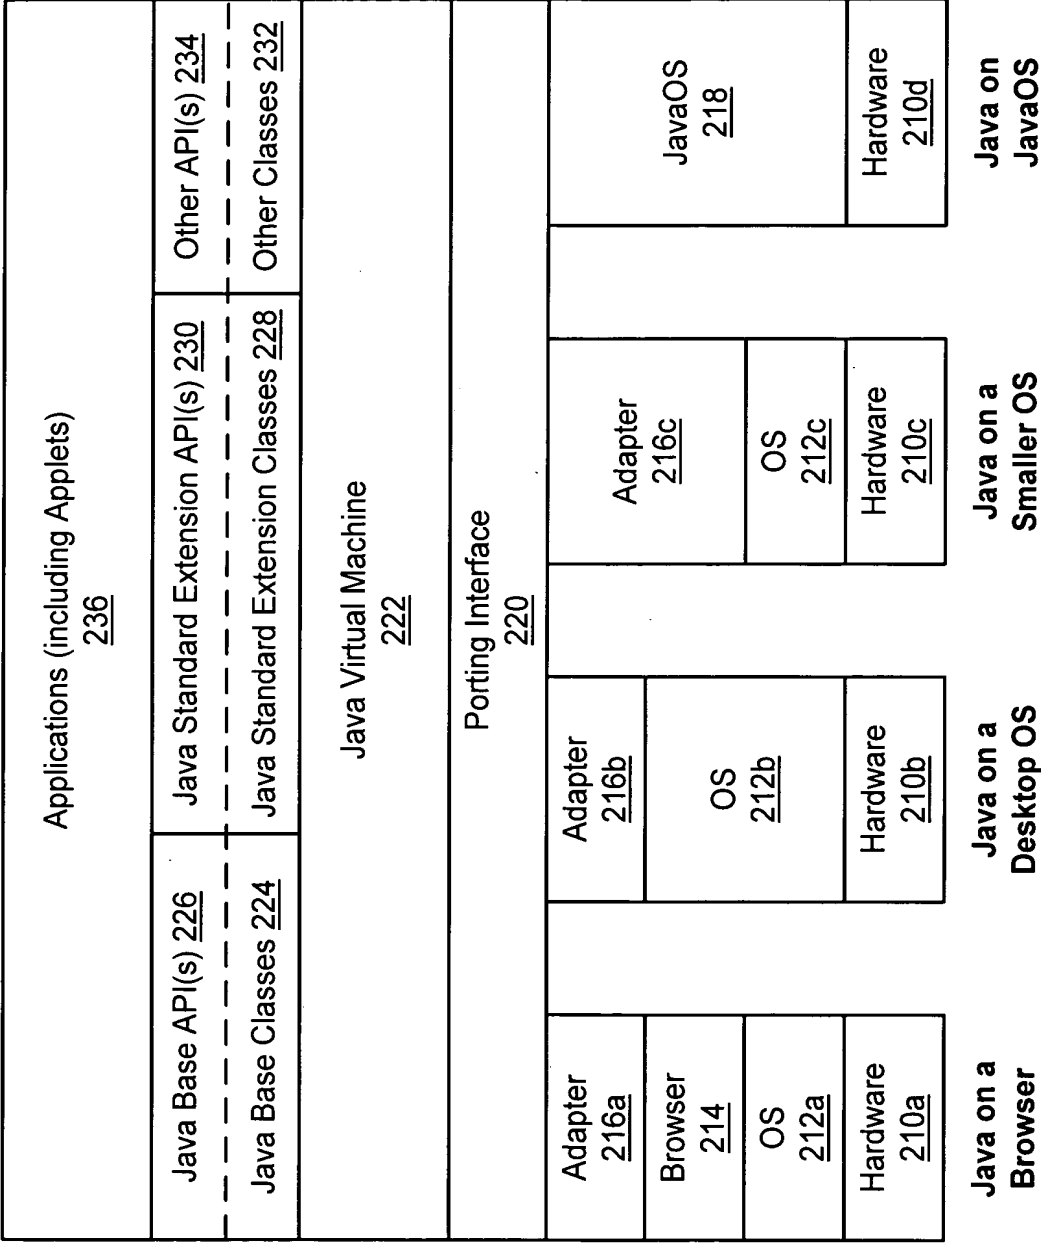 Applications (including Applets)
236
Java Base API(s) 226
Java Standard Extension API(s) 230
Other API(s) 234
Java Base Classes 224
Java Standard Extension Classes 228
Other Classes 232
Java Virtual Machine
222
Porting Interface
220
Adapter
216a
Browser
214
OS
212a
Hardware
210a
Java on a
Browser
Adapter
216b
OS
212b
Hardware
210b
Java on a
Desktop OS
Adapter
216c
OS
212c
Hardware
210c
Java on a
Smaller OS
JavaOS
218
Hardware
210d
Java on
JavaOS